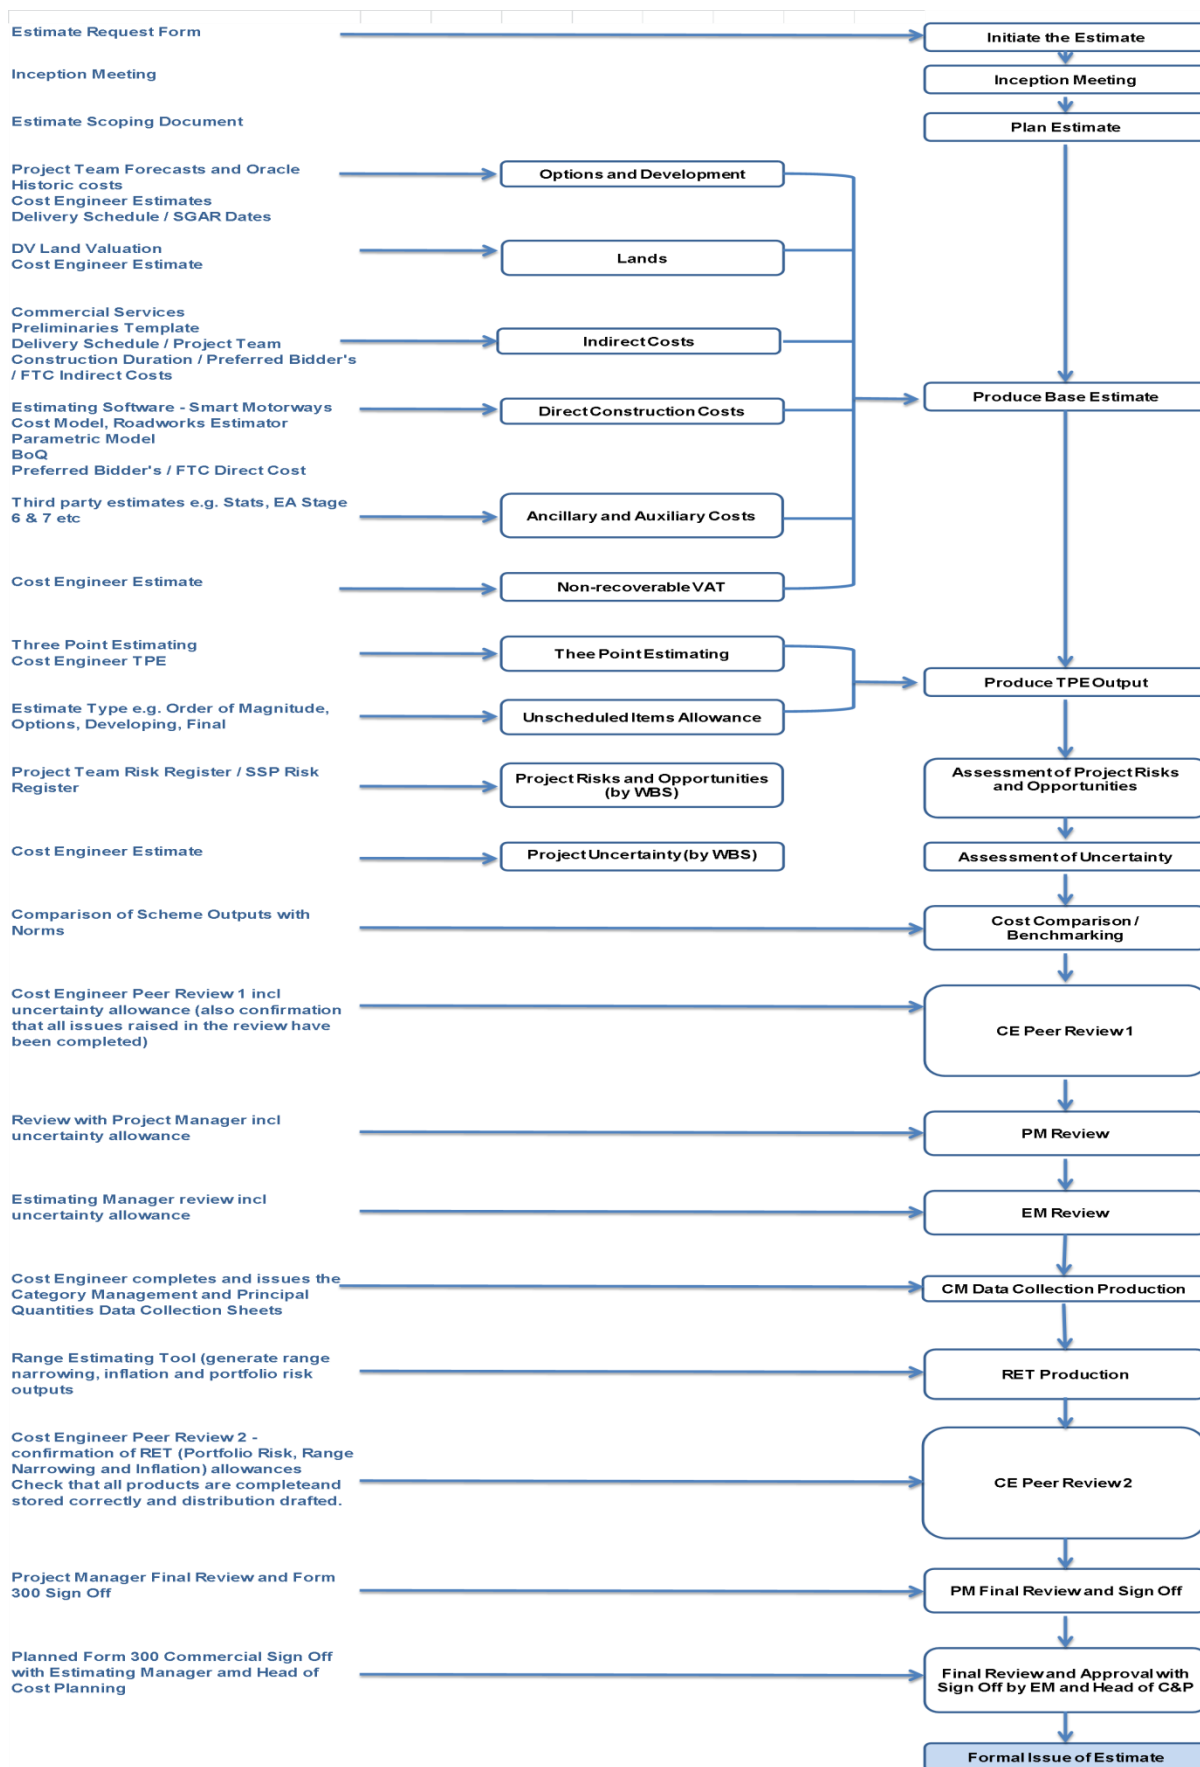 Estimate Request Form
Initiate the Estimate
Inception Meeting
Inception Meeting
Estimate Scoping Document
Plan Estimate
Project Team Forecasts and Oracle
Historic costs
Cost Engineer Estimates
Delivery Schedule / SGAR Dates
Options and Development
DV Land Valuation
Cost Engineer Estimate
Lands
Commercial Services
Preliminaries Template
Delivery Schedule / Project Team
Construction Duration / Preferred Bidder's
/ FTC Indirect Costs
Indirect Costs
Produce Base Estimate
Estimating Software - Smart Motorways
Cost Model, Roadworks Estimator
Parametric Model
BoQ
Preferred Bidder's / FTC Direct Cost
Direct Construction Costs
Third party estimates e.g. Stats, EA Stage
6 & 7 etc
Ancillary and Auxiliary Costs
Cost Engineer Estimate
Non-recoverable VAT
Three Point Estimating
Cost Engineer TPE
Thee Point Estimating
Produce TPE Output
Estimate Type e.g. Order of Magnitude,
Options, Developing, Final
Unscheduled Items Allowance
Project Team Risk Register / SSP Risk
Register
Project Risks and Opportunities
(by WBS)
Assessment of Project Risks
and Opportunities
Cost Engineer Estimate
Project Uncertainty (by WBS)
Assessment of Uncertainty
Comparison of Scheme Outputs with
Norms
Cost Comparison /
Benchmarking
Cost Engineer Peer Review 1 incl
uncertainty allowance (also confirmation
that all issues raised in the review have
been completed)
CE Peer Review 1
Review with Project Manager incl
uncertainty allowance
PM Review
Estimating Manager review incl
uncertainty allowance
EM Review
Cost Engineer completes and issues the
Category Management and Principal
Quantities Data Collection Sheets
CM Data Collection Production
Range Estimating Tool (generate range
narrowing, inflation and portfolio risk
outputs
RET Production
Cost Engineer Peer Review 2 -
confirmation of RET (Portfolio Risk, Range
Narrowing and Inflation) allowances
Check that all products are completeand
stored correctly and distribution drafted.
CE Peer Review 2
Project Manager Final Review and Form
300 Sign Off
PM Final Review and Sign Off
Planned Form 300 Commercial Sign Off
with Estimating Manager amd Head of
Cost Planning
Final Review and Approval with
Sign Off by EM and Head of C&P
Formal Issue of Estimate